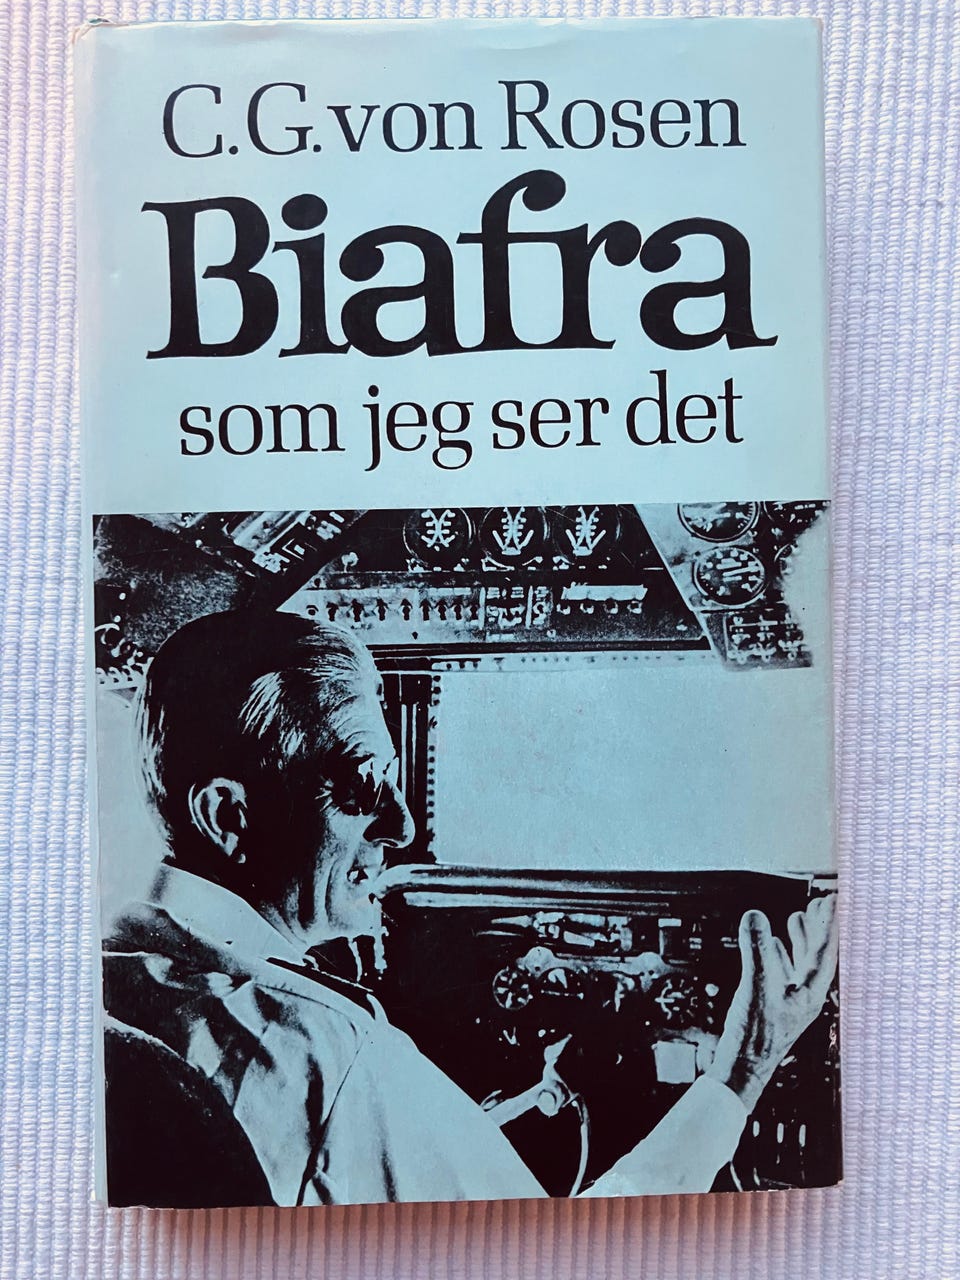 C.G. von Rosen
Biafra
som jeg ser det